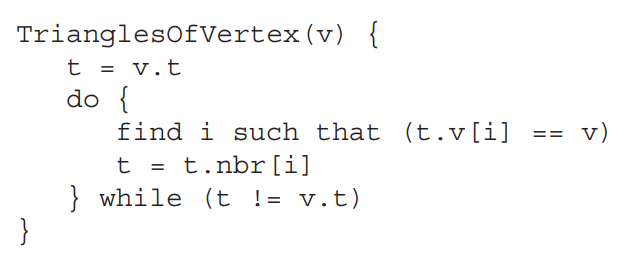 TrianglesOfVertex(v) {
t = v.t
do {
find i such that (t.v[i] == v)
t = t.nbr[i]
} while (t != v.t)
}